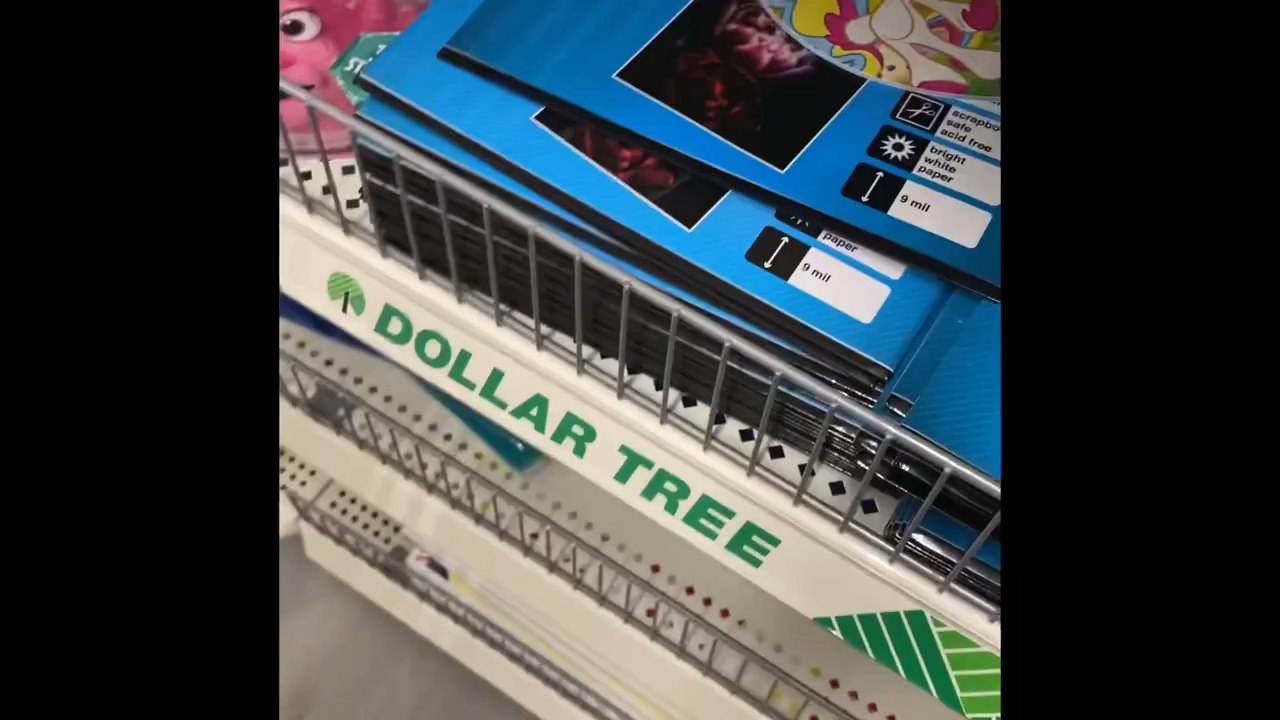 scrapbo
safe
acid free
bright
white
paper
9 mil
paper
9 mil
DOLLAR TREE